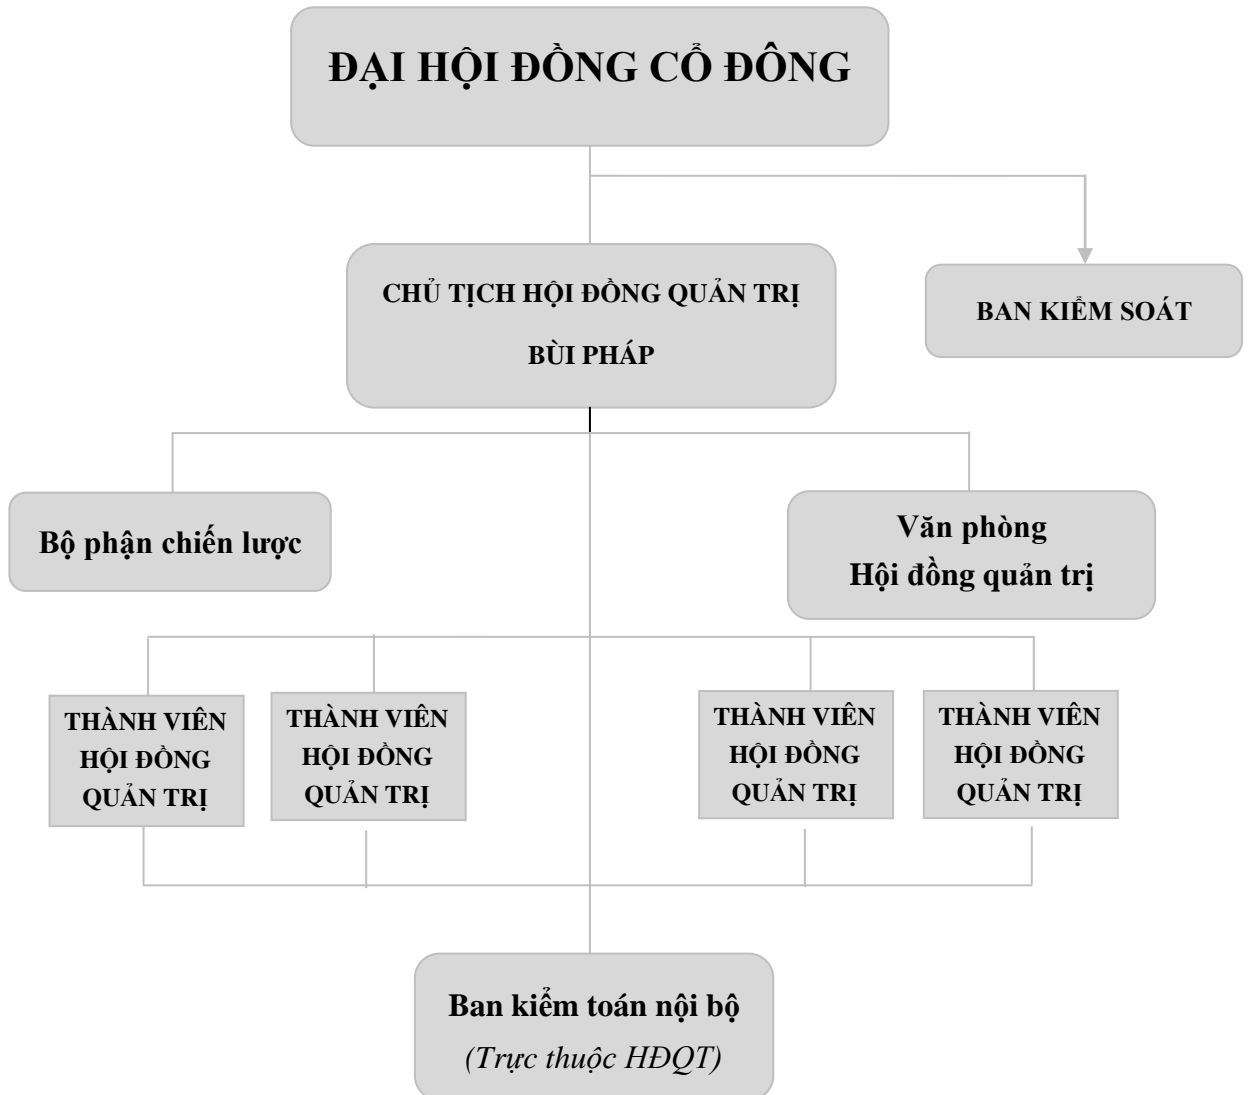 ĐẠI HỘI ĐỒNG CỔ ĐÔNG
CHỦ TỊCH HỘI ĐỒNG QUẢN TRỊ
BÙI PHÁP
BAN KIỂM SOÁT
Bộ phận chiến lược
Văn phòng
Hội đồng quản trị
THÀNH VIÊN
HỘI ĐỒNG
QUẢN TRỊ
THÀNH VIÊN
HỘI ĐỒNG
QUẢN TRỊ
THÀNH VIÊN
HỘI ĐỒNG
QUẢN TRỊ
THÀNH VIÊN
HỘI ĐỒNG
QUẢN TRỊ
Ban kiểm toán nội bộ
(Trực thuộc HĐQT)